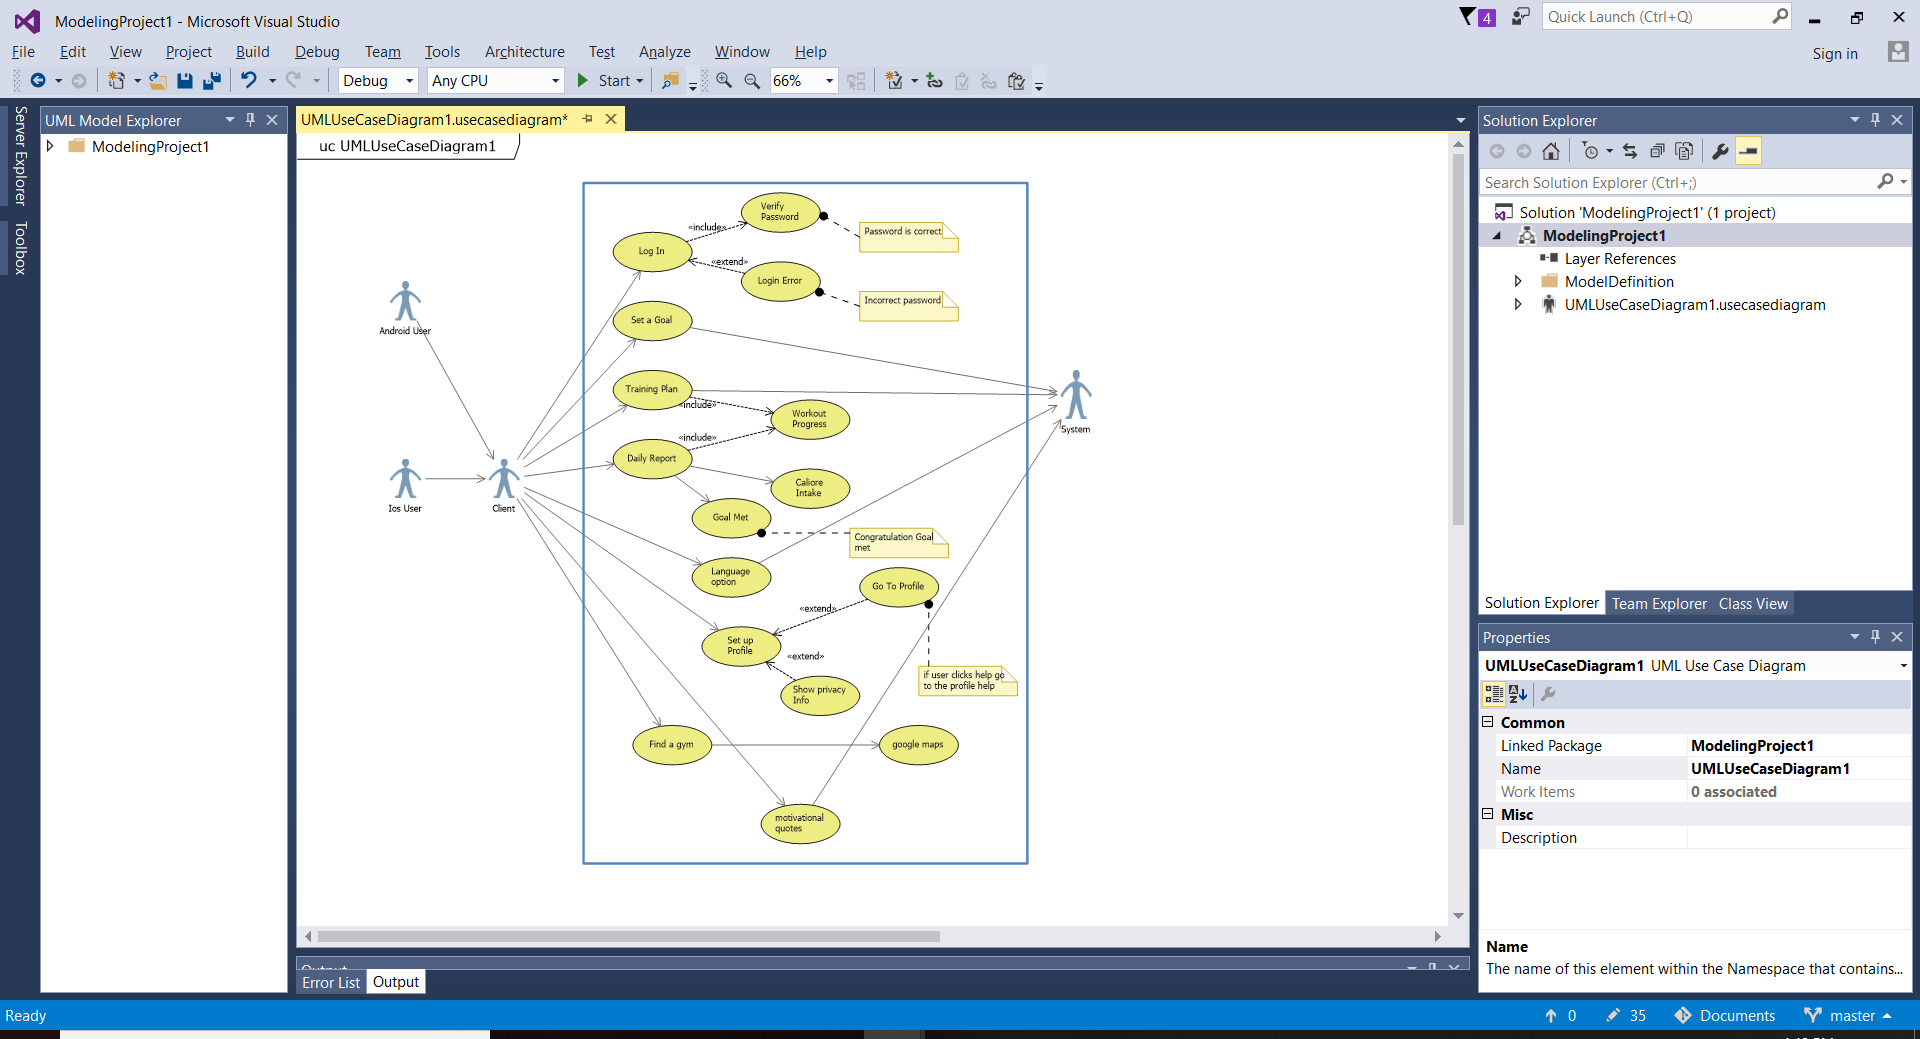 ModelingProject1 - Microsoft Visual Studio
4
Quick Launch (Ctrl+Q)
File Edit View Project Build Debug Team Tools Architecture Test Analyze Window Help
Sign in
Debug Any CPU Start 66%
Server Explorer
Toolbox
UML Model Explorer
ModelingProject1
UMLUseCaseDiagram1.usecasediagram*
uc UMLUseCaseDiagram1
Verify
Password
«include»
Password is correct
Log In
«extend»
Login Error
Incorrect password
Android User
Set a Goal
Training Plan
«include»
Workout
Progress
System
«include»
Daily Report
Caliore
Intake
Ios User
Client
Goal Met
Congratulation Goal
met
Language
option
Go To Profile
«extend»
Set up
Profile
«extend»
if user clicks help go
to the profile help
Show privacy
Info
Find a gym
google maps
motivational
quotes
Output
Error List Output
Solution Explorer
Search Solution Explorer (Ctrl+;)
Solution 'ModelingProject1' (1 project)
ModelingProject1
Layer References
ModelDefinition
UMLUseCaseDiagram1.usecasediagram
Solution Explorer Team Explorer Class View
Properties
UMLUseCaseDiagram1 UML Use Case Diagram
Common
Linked Package ModelingProject1
Name UMLUseCaseDiagram1
Work Items 0 associated
Misc
Description
Name
The name of this element within the Namespace that contains...
Ready
0 35 Documents master